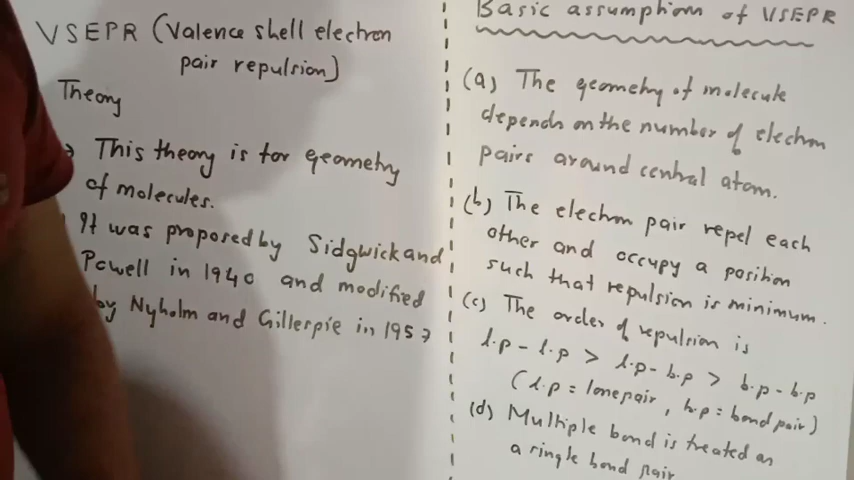 VSEPR (Valence shell electron
pair repulsion)
Theory
This theory is for geometry
of molecules.
It was proposed by Sidgwick and
Powell in 1940 and modified
by Nyholm and Gillerpie in 1957
Basic assumption of VSEPR
(a) The geometry of molecule
depends on the number of electron
pairs around central atom.
(b) The electron pair repel each
other and occupy a position
such that repulsion is minimum.
(c) The order of repulsion is
l.p - l.p > l.p - b.p > b.p - b.p
(l.p = lone pair, b.p = bond pair)
(d) Multiple bond is treated as
a single bond pair